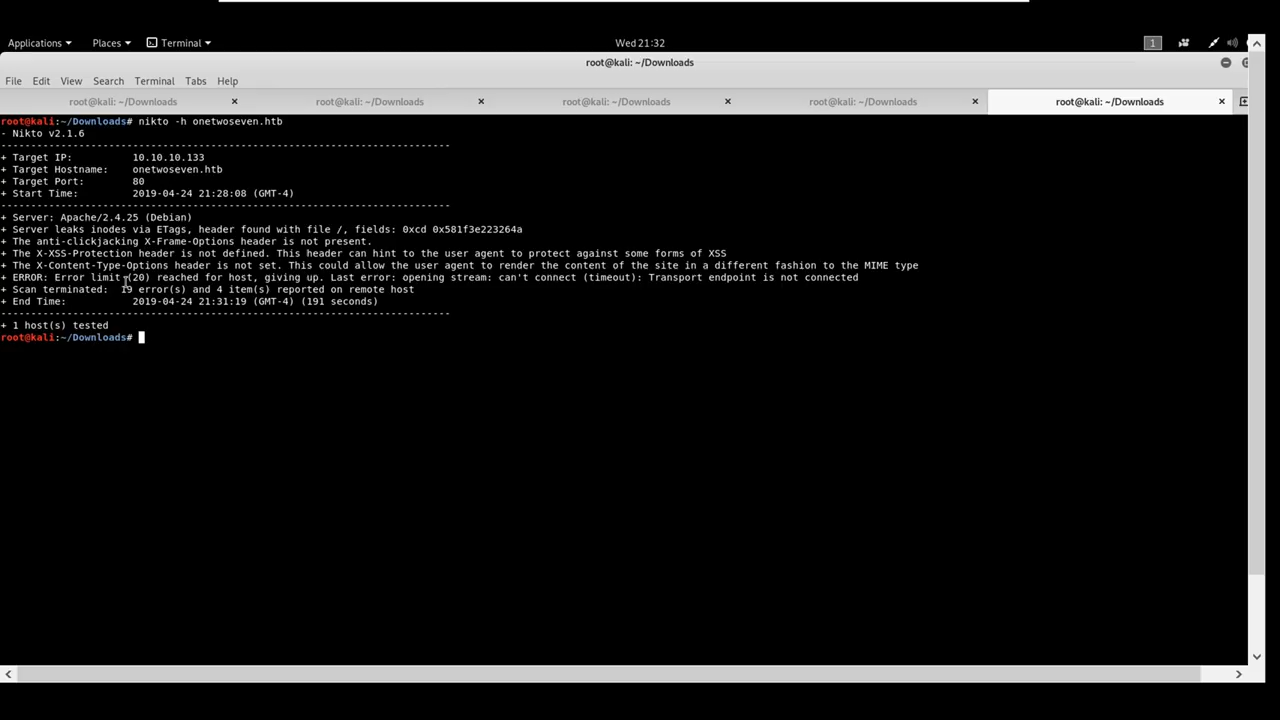 Applications Places Terminal Wed 21:32 1
root@kali: ~/Downloads
File Edit View Search Terminal Tabs Help
root@kali: ~/Downloads root@kali: ~/Downloads root@kali: ~/Downloads root@kali: ~/Downloads root@kali: ~/Downloads
root@kali:~/Downloads# nikto -h onetwoseven.htb
- Nikto v2.1.6
---------------------------------------------------------------------------
+ Target IP: 10.10.10.133
+ Target Hostname: onetwoseven.htb
+ Target Port: 80
+ Start Time: 2019-04-24 21:28:08 (GMT-4)
---------------------------------------------------------------------------
+ Server: Apache/2.4.25 (Debian)
+ Server leaks inodes via ETags, header found with file /, fields: 0xcd 0x581f3e223264a
+ The anti-clickjacking X-Frame-Options header is not present.
+ The X-XSS-Protection header is not defined. This header can hint to the user agent to protect against some forms of XSS
+ The X-Content-Type-Options header is not set. This could allow the user agent to render the content of the site in a different fashion to the MIME type
+ ERROR: Error limit (20) reached for host, giving up. Last error: opening stream: can't connect (timeout): Transport endpoint is not connected
+ Scan terminated: 19 error(s) and 4 item(s) reported on remote host
+ End Time: 2019-04-24 21:31:19 (GMT-4) (191 seconds)
---------------------------------------------------------------------------
+ 1 host(s) tested
root@kali:~/Downloads#